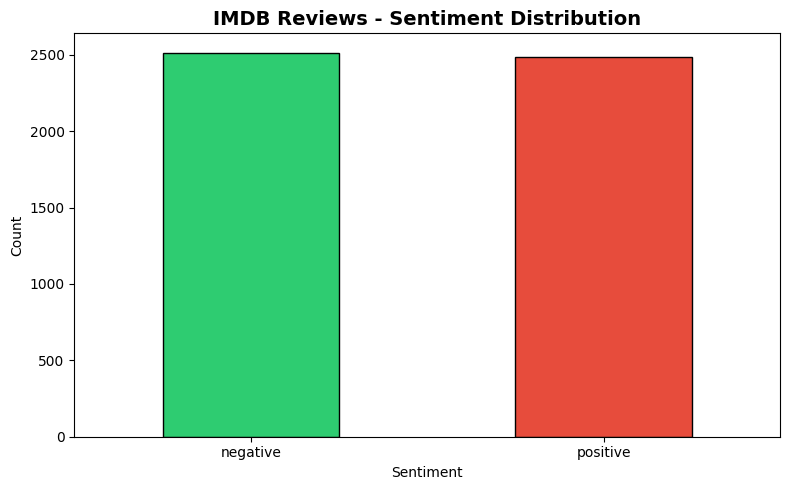 IMDB Reviews - Sentiment Distribution
Count
2500
2000
1500
1000
500
0
negative
positive
Sentiment